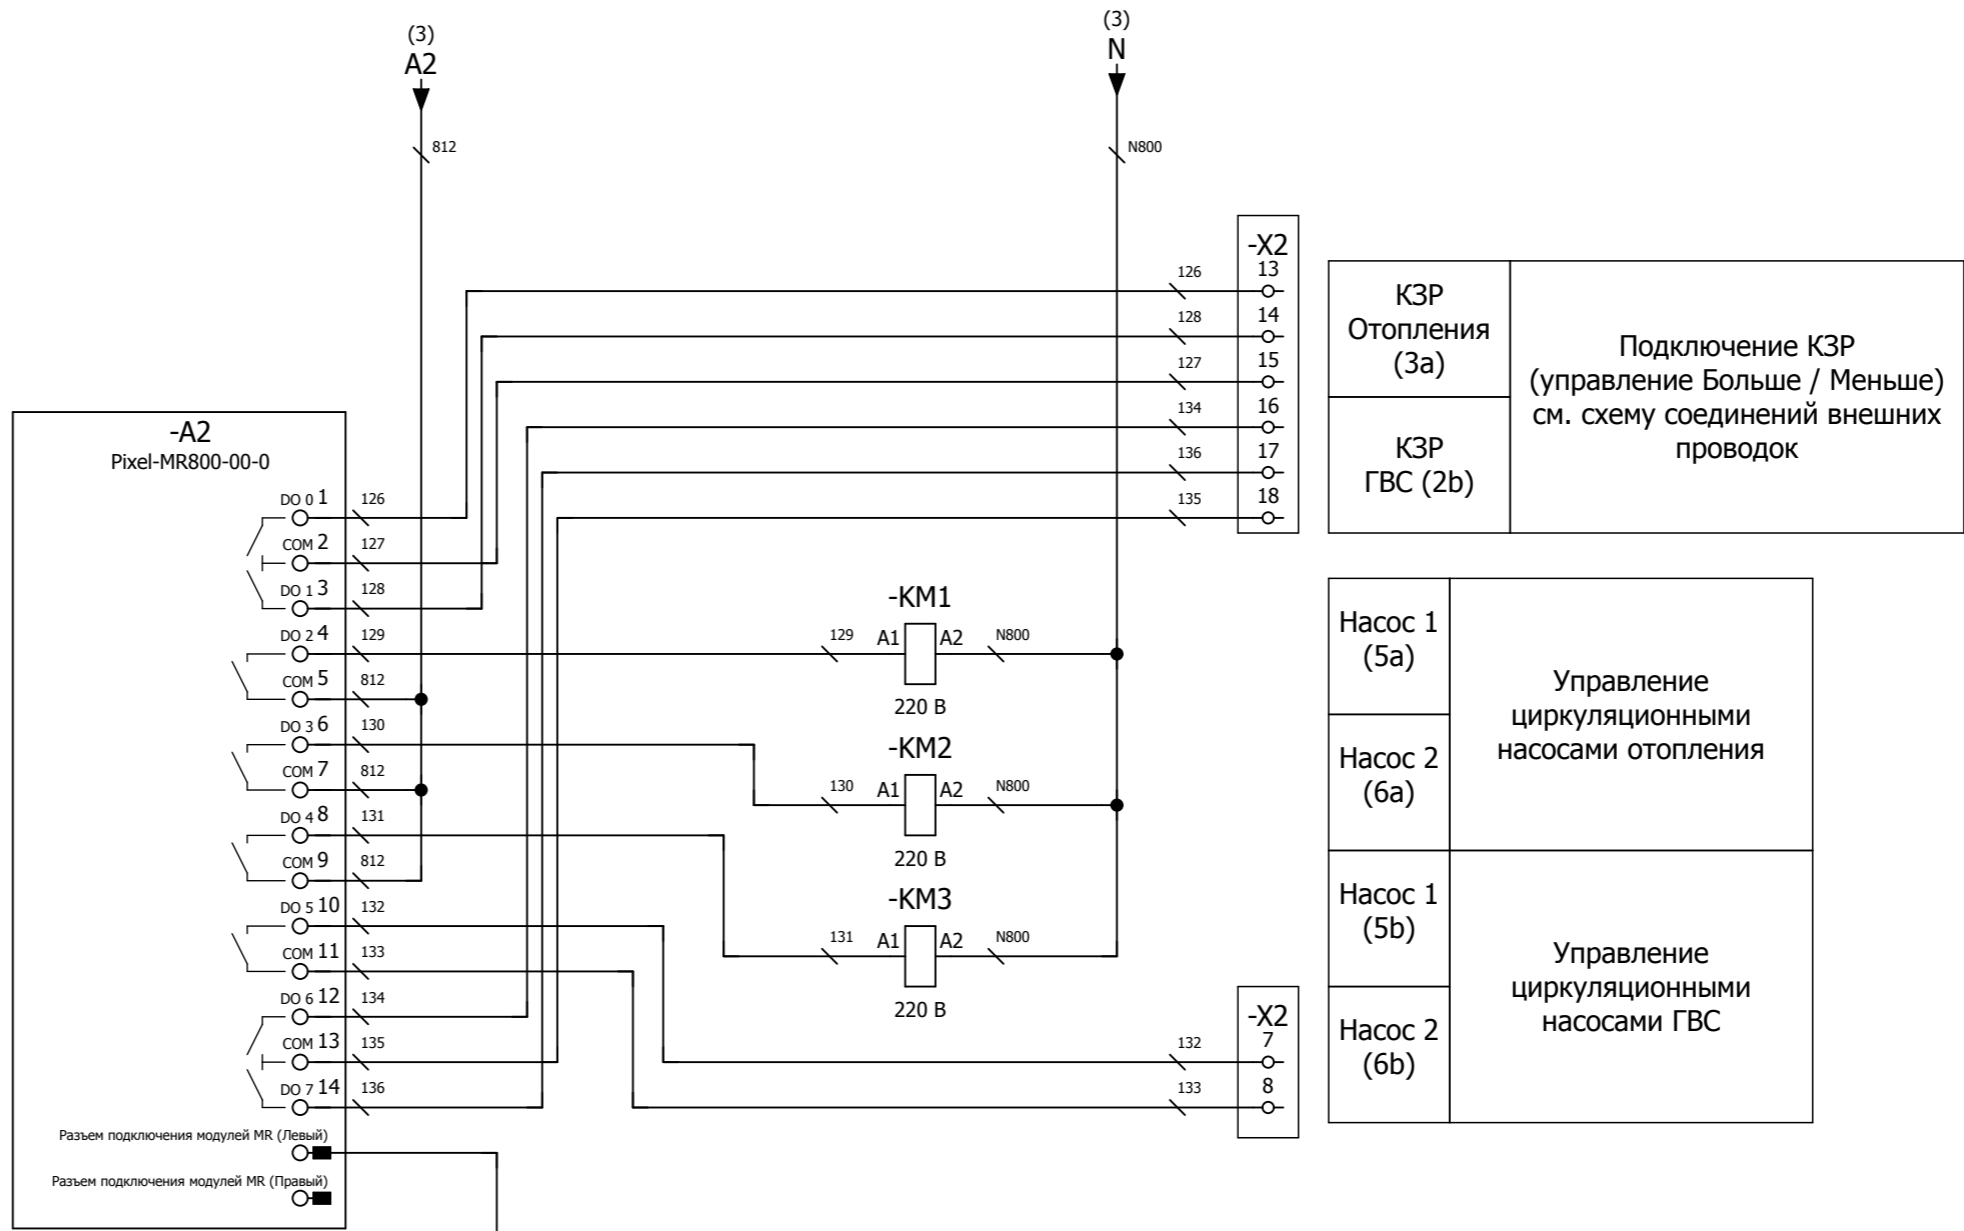 (3)
A2
812
(3)
N
N800
-X2
13
126
14
128
15
127
16
134
17
136
18
135
КЗР
Отопления
(3a)
КЗР
ГВС (2b)
Подключение КЗР
(управление Больше / Меньше)
см. схему соединений внешних
проводок
-A2
Pixel-MR800-00-0
DO 0 1 126
COM 2 127
DO 1 3 128
DO 2 4 129
COM 5 812
DO 3 6 130
COM 7 812
DO 4 8 131
COM 9 812
DO 5 10 132
COM 11 133
DO 6 12 134
COM 13 135
DO 7 14 136
Разъем подключения модулей MR (Левый)
Разъем подключения модулей MR (Правый)
-KM1
129 A1 A2 N800
220 В
-KM2
130 A1 A2 N800
220 В
-KM3
131 A1 A2 N800
220 В
-X2
7
132
8
133
Насос 1
(5a)
Насос 2
(6a)
Управление
циркуляционными
насосами отопления
Насос 1
(5b)
Насос 2
(6b)
Управление
циркуляционными
насосами ГВС